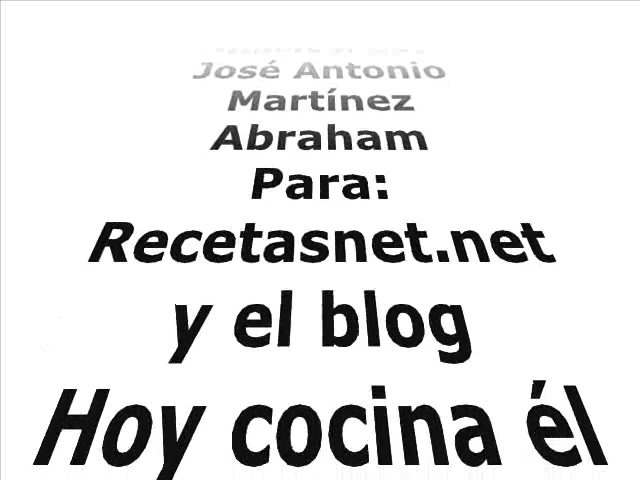 José Antonio
Martínez
Abraham
Para:
Recetasnet.net
y el blog
Hoy cocina él